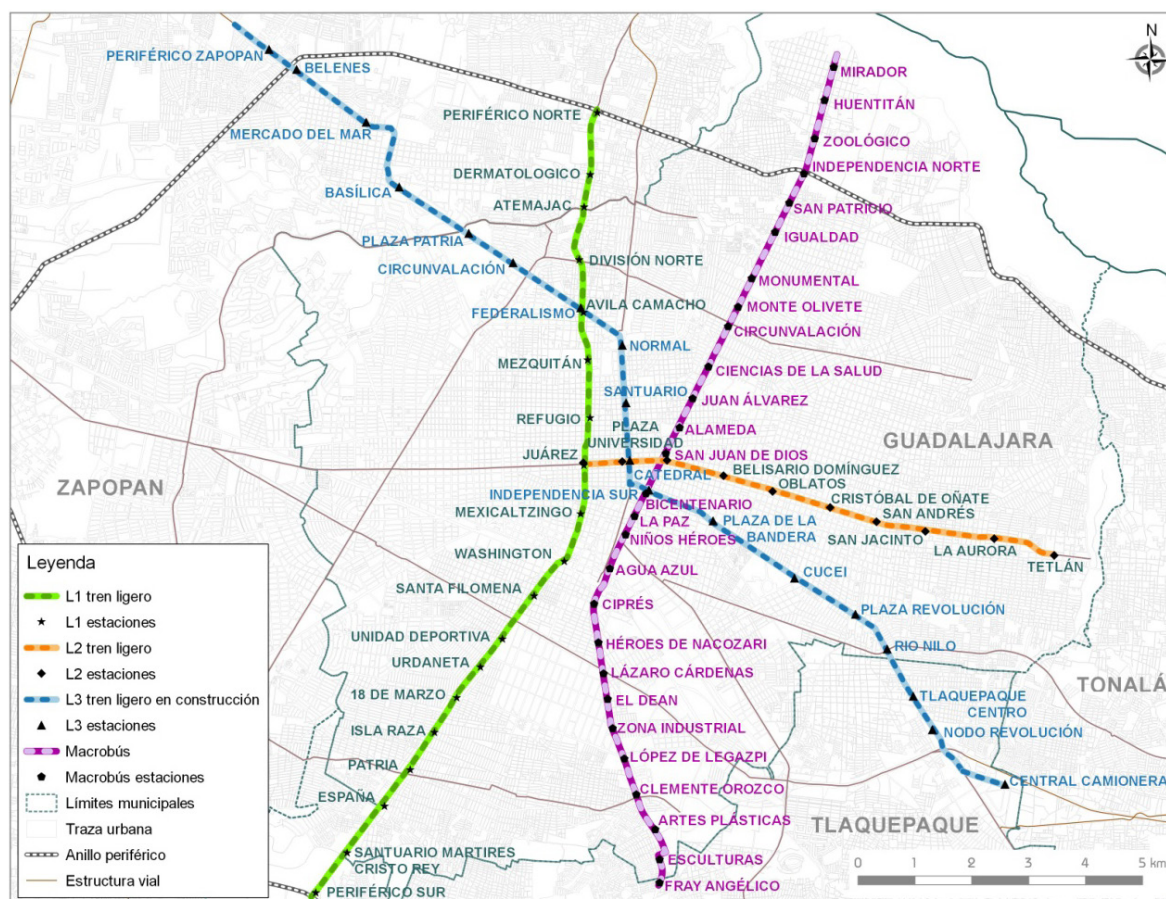 N
PERIFÉRICO ZAPOPAN
BELENES
MERCADO DEL MAR
BASÍLICA
PLAZA PATRIA
CIRCUNVALACIÓN
FEDERALISMO
NORMAL
SANTUARIO
CATEDRAL
INDEPENDENCIA SUR
PLAZA DE LA
BANDERA
CUCEI
PLAZA REVOLUCIÓN
RIO NILO
TLAQUEPAQUE
CENTRO
NODO REVOLUCIÓN
CENTRAL CAMIONERA
PERIFÉRICO NORTE
DERMATOLOGICO
ATEMAJAC
DIVISIÓN NORTE
AVILA CAMACHO
MEZQUITÁN
REFUGIO
JUÁREZ
MEXICALTZINGO
WASHINGTON
SANTA FILOMENA
UNIDAD DEPORTIVA
URDANETA
18 DE MARZO
ISLA RAZA
PATRIA
ESPAÑA
SANTUARIO MARTIRES
CRISTO REY
PERIFÉRICO SUR
PLAZA
UNIVERSIDAD
BELISARIO DOMÍNGUEZ
OBLATOS
CRISTÓBAL DE OÑATE
SAN ANDRÉS
SAN JACINTO
LA AURORA
TETLÁN
MIRADOR
HUENTITÁN
ZOOLÓGICO
INDEPENDENCIA NORTE
SAN PATRICIO
IGUALDAD
MONUMENTAL
MONTE OLIVETE
CIRCUNVALACIÓN
CIENCIAS DE LA SALUD
JUAN ÁLVAREZ
ALAMEDA
SAN JUAN DE DIOS
BICENTENARIO
LA PAZ
NIÑOS HÉROES
AGUA AZUL
CIPRÉS
HÉROES DE NACOZARI
LÁZARO CÁRDENAS
EL DEAN
ZONA INDUSTRIAL
LÓPEZ DE LEGAZPI
CLEMENTE OROZCO
ARTES PLÁSTICAS
ESCULTURAS
FRAY ANGÉLICO
ZAPOPAN
GUADALAJARA
TONALÁ
TLAQUEPAQUE
Leyenda
L1 tren ligero
L1 estaciones
L2 tren ligero
L2 estaciones
L3 tren ligero en construcción
L3 estaciones
Macrobús
Macrobús estaciones
Límites municipales
Traza urbana
Anillo periférico
Estructura vial
0 1 2 3 4 5 km